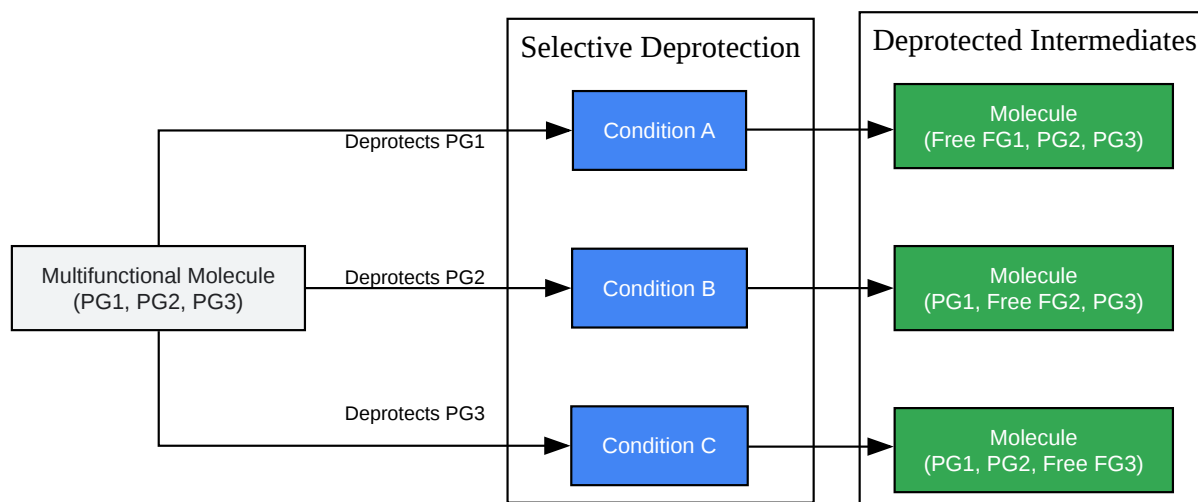 Selective Deprotection
Deprotected Intermediates
Deprotects PG1
Condition A
Molecule
(Free FG1, PG2, PG3)
Multifunctional Molecule
(PG1, PG2, PG3)
Deprotects PG2
Condition B
Molecule
(PG1, Free FG2, PG3)
Deprotects PG3
Condition C
Molecule
(PG1, PG2, Free FG3)